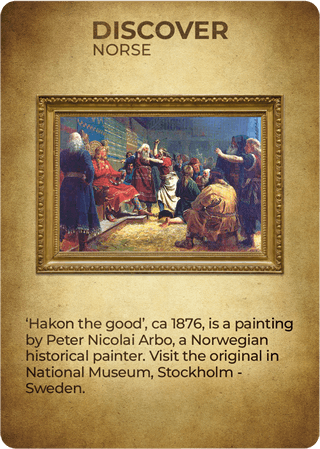 DISCOVER
NORSE
‘Hakon the good’, ca 1876, is a painting
by Peter Nicolai Arbo, a Norwegian
historical painter. Visit the original in
National Museum, Stockholm -
Sweden.